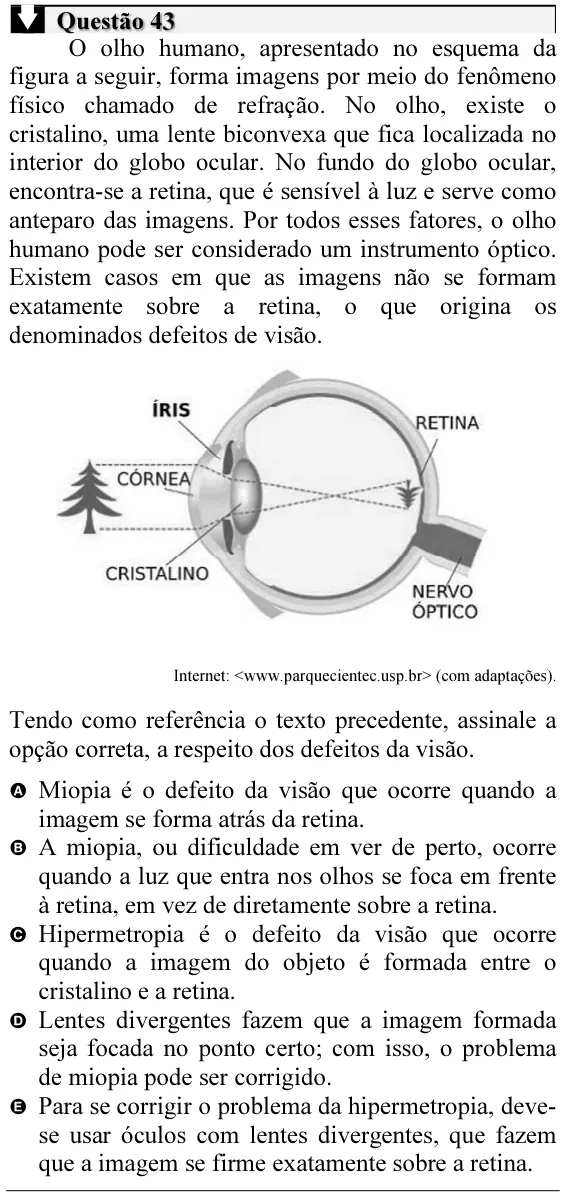 Questão 43
O olho humano, apresentado no esquema da
figura a seguir, forma imagens por meio do fenômeno
físico chamado de refração. No olho, existe o
cristalino, uma lente biconvexa que fica localizada no
interior do globo ocular. No fundo do globo ocular,
encontra-se a retina, que é sensível à luz e serve como
anteparo das imagens. Por todos esses fatores, o olho
humano pode ser considerado um instrumento óptico.
Existem casos em que as imagens não se formam
exatamente sobre a retina, o que origina os
denominados defeitos de visão.
ÍRIS
RETINA
CÓRNEA
CRISTALINO
NERVO
ÓPTICO
Internet: <www.parquecientec.usp.br> (com adaptações).
Tendo como referência o texto precedente, assinale a
opção correta, a respeito dos defeitos da visão.
A Miopia é o defeito da visão que ocorre quando a
imagem se forma atrás da retina.
B A miopia, ou dificuldade em ver de perto, ocorre
quando a luz que entra nos olhos se foca em frente
à retina, em vez de diretamente sobre a retina.
C Hipermetropia é o defeito da visão que ocorre
quando a imagem do objeto é formada entre o
cristalino e a retina.
D Lentes divergentes fazem que a imagem formada
seja focada no ponto certo; com isso, o problema
de miopia pode ser corrigido.
E Para se corrigir o problema da hipermetropia, deve-
se usar óculos com lentes divergentes, que fazem
que a imagem se firme exatamente sobre a retina.